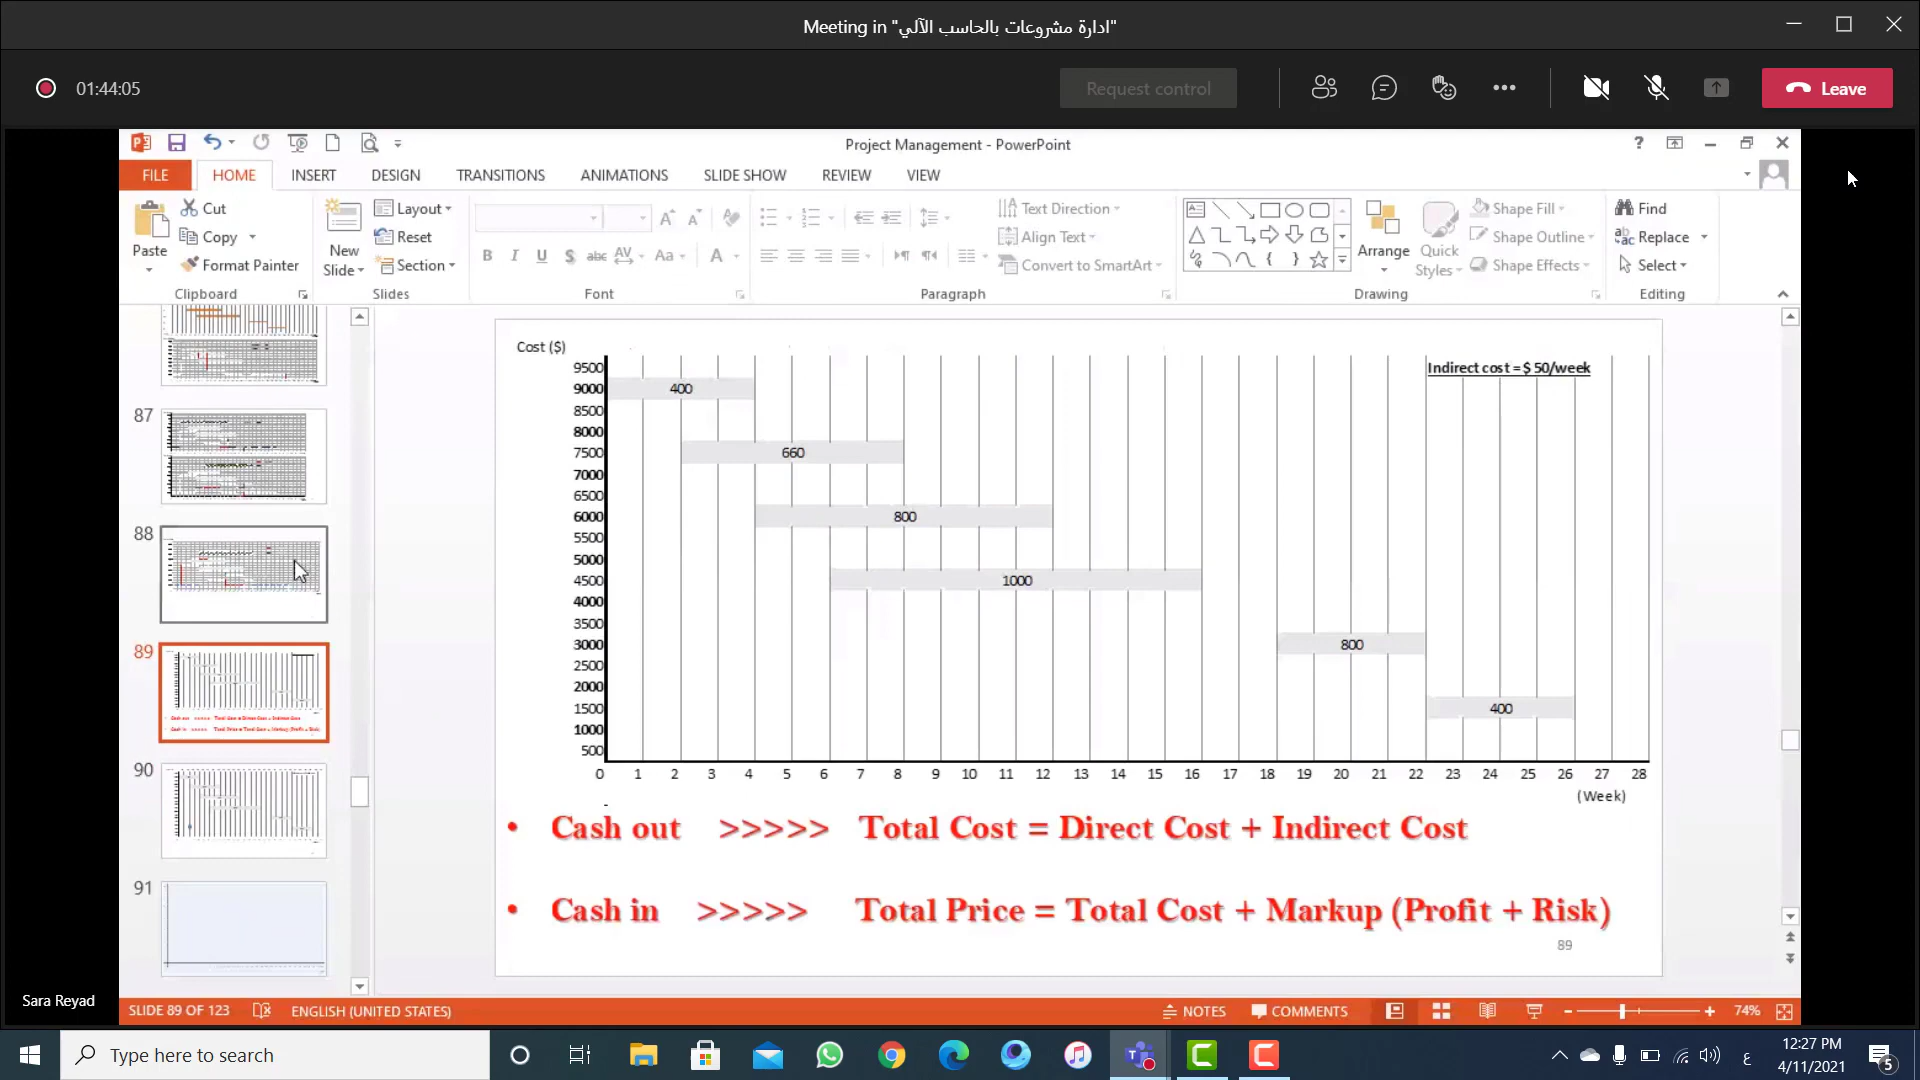 Meeting in "ادارة مشروعات بالحاسب الآلي"
01:44:05
Request control
Leave
Project Management - PowerPoint
FILE
HOME
INSERT
DESIGN
TRANSITIONS
ANIMATIONS
SLIDE SHOW
REVIEW
VIEW
Paste
Cut
Copy
Format Painter
Clipboard
New Slide
Layout
Reset
Section
Slides
Font
Text Direction
Align Text
Convert to SmartArt
Paragraph
Arrange
Quick Styles
Shape Fill
Shape Outline
Shape Effects
Drawing
Find
Replace
Select
Editing
87
88
89
90
91
Cost ($)
Indirect cost = $ 50/week
9500
9000
8500
8000
7500
7000
6500
6000
5500
5000
4500
4000
3500
3000
2500
2000
1500
1000
500
400
660
800
1000
800
400
0 1 2 3 4 5 6 7 8 9 10 11 12 13 14 15 16 17 18 19 20 21 22 23 24 25 26 27 28
(Week)
• Cash out >>>>> Total Cost = Direct Cost + Indirect Cost
• Cash in >>>>> Total Price = Total Cost + Markup (Profit + Risk)
89
Sara Reyad
SLIDE 89 OF 123
ENGLISH (UNITED STATES)
NOTES
COMMENTS
74%
Type here to search
ع
12:27 PM
4/11/2021
5